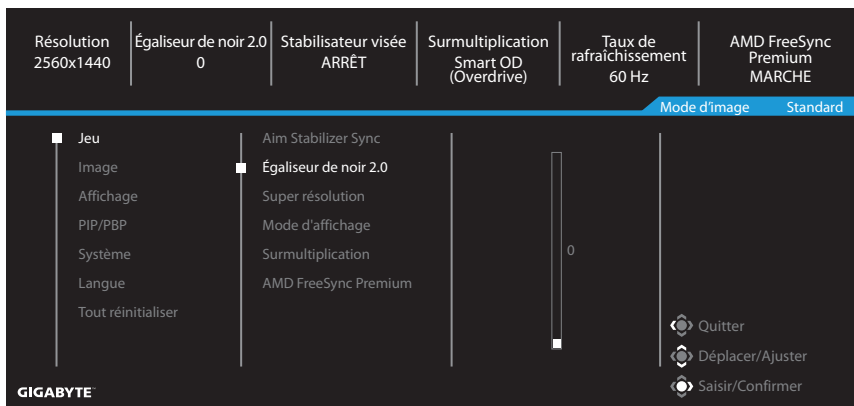 Résolution
2560x1440
Égaliseur de noir 2.0
0
Stabilisateur visée
ARRÊT
Surmultiplication
Smart OD
(Overdrive)
Taux de
rafraîchissement
60 Hz
AMD FreeSync
Premium
MARCHE
Mode d'image Standard
Jeu
Image
Affichage
PIP/PBP
Système
Langue
Tout réinitialiser
Aim Stabilizer Sync
Égaliseur de noir 2.0
Super résolution
Mode d'affichage
Surmultiplication
AMD FreeSync Premium
0
Quitter
Déplacer/Ajuster
Saisir/Confirmer
GIGABYTE™